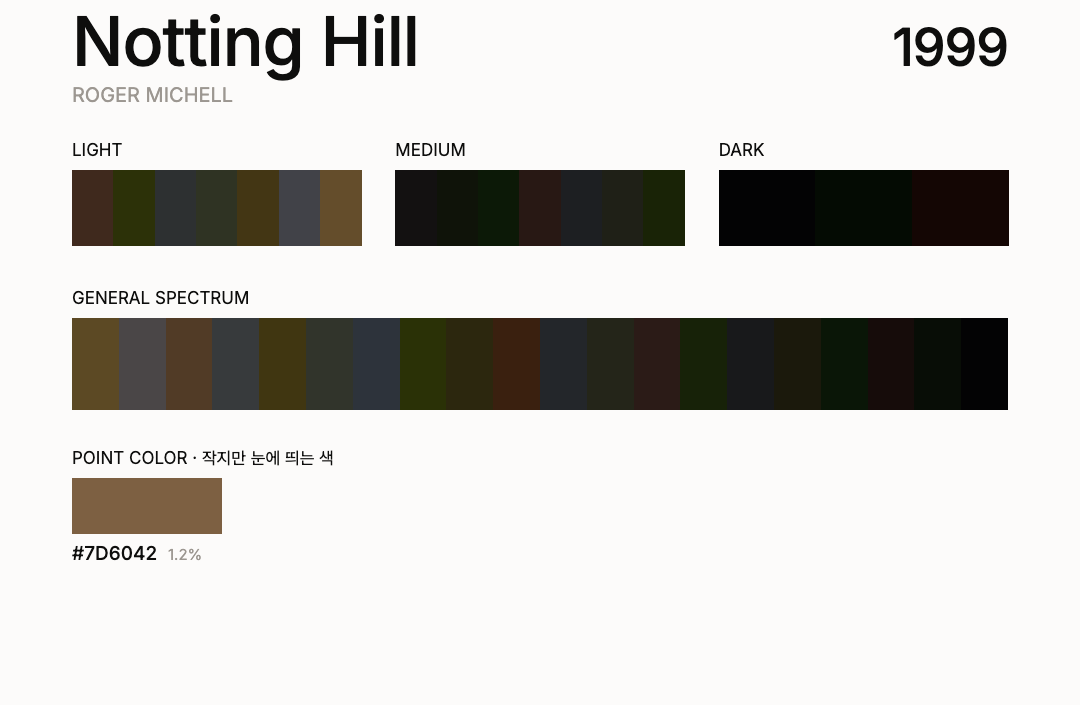 Notting Hill 1999
ROGER MICHELL
LIGHT MEDIUM DARK
GENERAL SPECTRUM
POINT COLOR · 작지만 눈에 띄는 색
#7D6042 1.2%